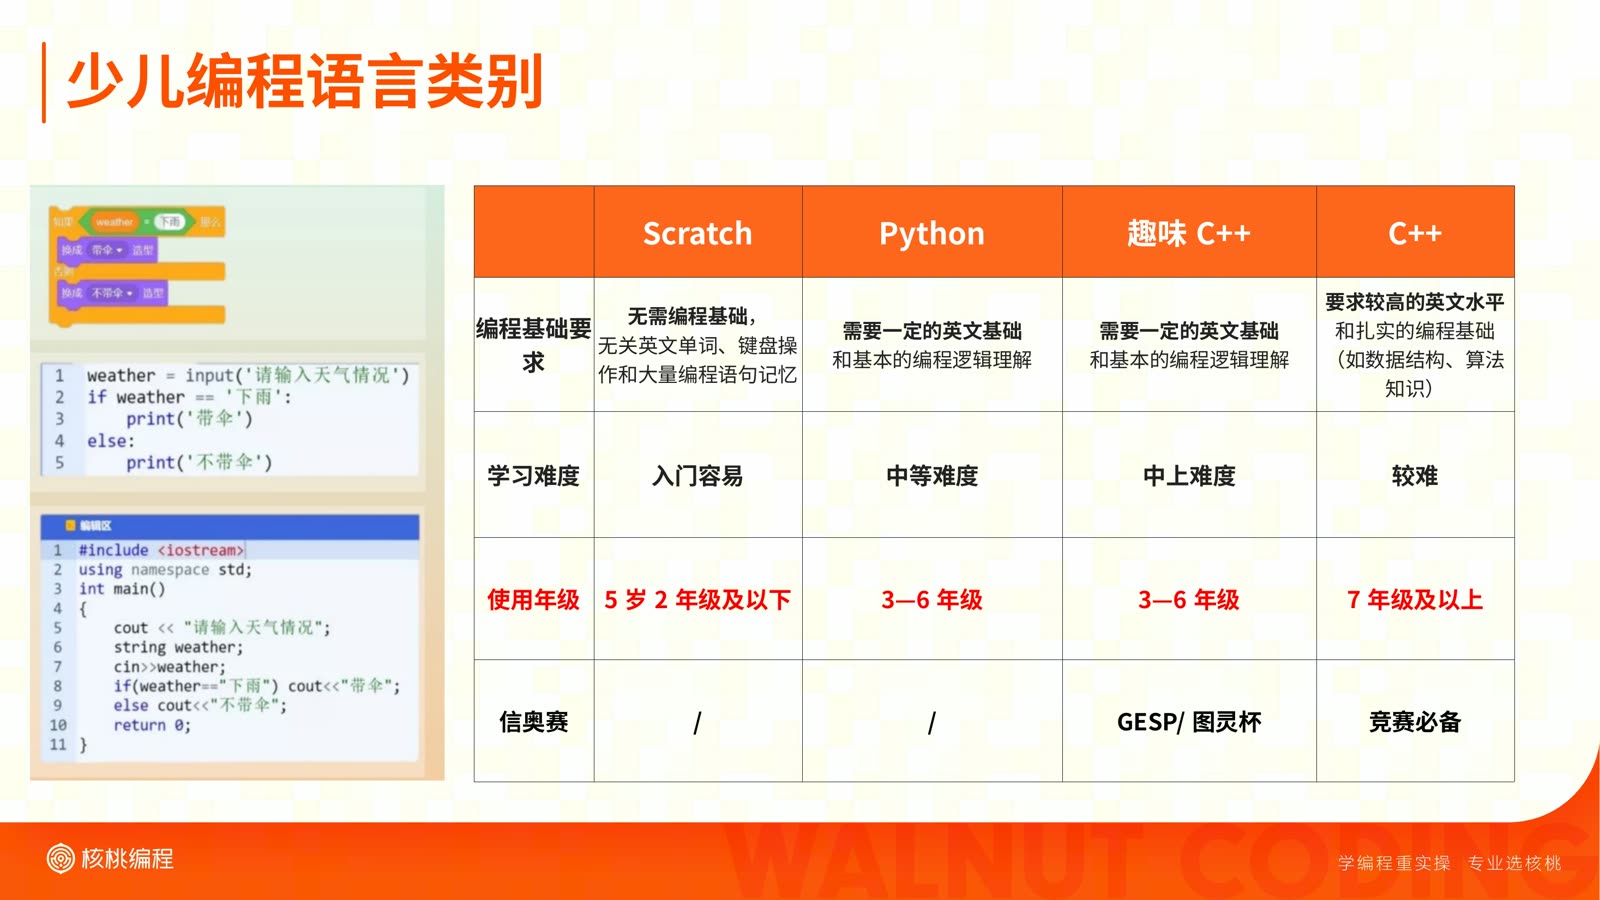 少儿编程语言类别
如果 weather = 下雨 那么
换成 带伞 造型
否则
换成 不带伞 造型
1 weather = input('请输入天气情况')
2 if weather == '下雨':
3 print('带伞')
4 else:
5 print('不带伞')
编辑区
1 #include <iostream>
2 using namespace std;
3 int main()
4 {
5 cout << "请输入天气情况";
6 string weather;
7 cin>>weather;
8 if(weather=="下雨") cout<<"带伞";
9 else cout<<"不带伞";
10 return 0;
11 }
Scratch Python 趣味 C++ C++
编程基础要
求
无需编程基础，
无关英文单词、键盘操
作和大量编程语句记忆
需要一定的英文基础
和基本的编程逻辑理解
需要一定的英文基础
和基本的编程逻辑理解
要求较高的英文水平
和扎实的编程基础
（如数据结构、算法
知识）
学习难度 入门容易 中等难度 中上难度 较难
使用年级 5 岁 2 年级及以下 3—6 年级 3—6 年级 7 年级及以上
信奥赛 / / GESP/ 图灵杯 竞赛必备
核桃编程
WALNUT CODING
学编程重实操 专业选核桃